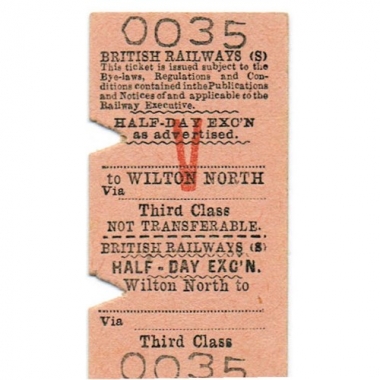 0035
BRITISH RAILWAYS (S)
This ticket is issued subject to the
Bye-laws, Regulations and Con-
ditions contained in the Publications
and Notices of and applicable to the
Railway Executive.
HALF-DAY EXC'N
as advertised.
to WILTON NORTH
Via
Third Class
NOT TRANSFERABLE.
BRITISH RAILWAYS (S)
HALF-DAY EXC'N.
Wilton North to
Via
Third Class
0035